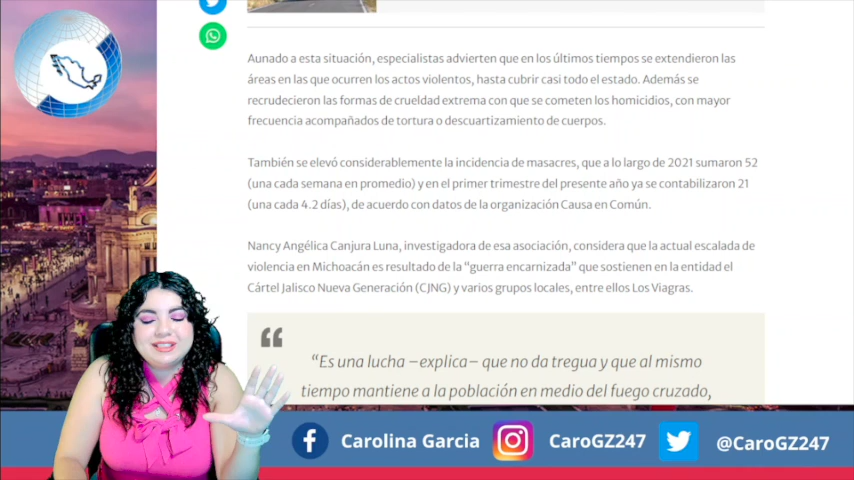 Aunado a esta situación, especialistas advierten que en los últimos tiempos se extendieron las
áreas en las que ocurren los actos violentos, hasta cubrir casi todo el estado. Además se
recrudecieron las formas de crueldad extrema con que se cometen los homicidios, con mayor
frecuencia acompañados de tortura o descuartizamiento de cuerpos.
También se elevó considerablemente la incidencia de masacres, que a lo largo de 2021 sumaron 52
(una cada semana en promedio) y en el primer trimestre del presente año ya se contabilizaron 21
(una cada 4.2 días), de acuerdo con datos de la organización Causa en Común.
Nancy Angélica Canjura Luna, investigadora de esa asociación, considera que la actual escalada de
violencia en Michoacán es resultado de la “guerra encarnizada” que sostienen en la entidad el
Cártel Jalisco Nueva Generación (CJNG) y varios grupos locales, entre ellos Los Viagras.
“Es una lucha –explica– que no da tregua y que al mismo
tiempo mantiene a la población en medio del fuego cruzado,
Carolina Garcia CaroGZ247 @CaroGZ247